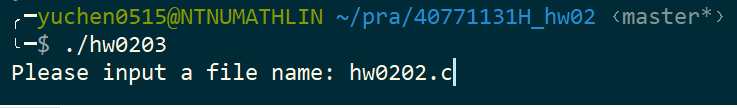 ╭─yuchen0515@NTNUMATHLIN ~/pra/40771131H_hw02 ‹master*›
╰─$ ./hw0203
Please input a file name: hw0202.c